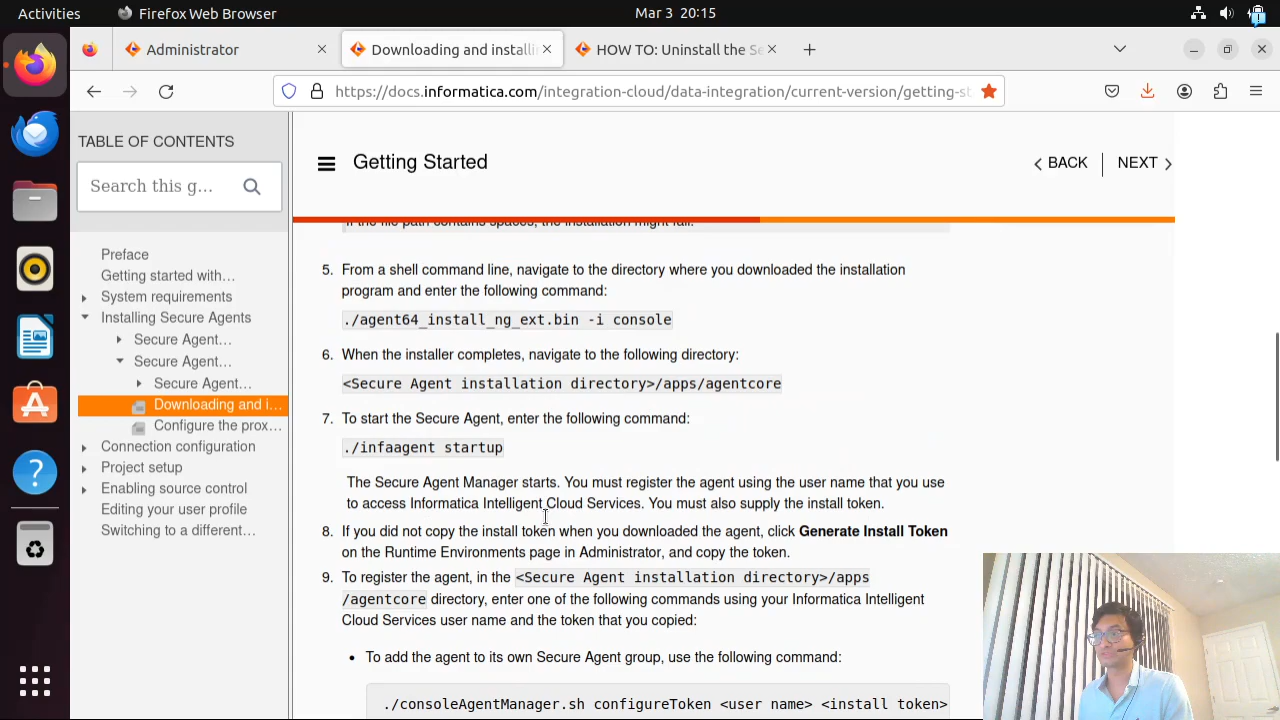 Activities
Firefox Web Browser
Mar 3 20:15
Administrator
Downloading and installi
HOW TO: Uninstall the Se
https://docs.informatica.com/integration-cloud/data-integration/current-version/getting-s
TABLE OF CONTENTS
Search this g...
Preface
Getting started with...
System requirements
Installing Secure Agents
Secure Agent...
Secure Agent...
Secure Agent...
Downloading and i...
Configure the prox...
Connection configuration
Project setup
Enabling source control
Editing your user profile
Switching to a different...
Getting Started
BACK
NEXT
If the file path contains spaces, the installation might fail.
5. From a shell command line, navigate to the directory where you downloaded the installation
program and enter the following command:
./agent64_install_ng_ext.bin -i console
6. When the installer completes, navigate to the following directory:
<Secure Agent installation directory>/apps/agentcore
7. To start the Secure Agent, enter the following command:
./infaagent startup
The Secure Agent Manager starts. You must register the agent using the user name that you use
to access Informatica Intelligent Cloud Services. You must also supply the install token.
8. If you did not copy the install token when you downloaded the agent, click Generate Install Token
on the Runtime Environments page in Administrator, and copy the token.
9. To register the agent, in the <Secure Agent installation directory>/apps
/agentcore directory, enter one of the following commands using your Informatica Intelligent
Cloud Services user name and the token that you copied:
• To add the agent to its own Secure Agent group, use the following command:
./consoleAgentManager.sh configureToken <user name> <install token>